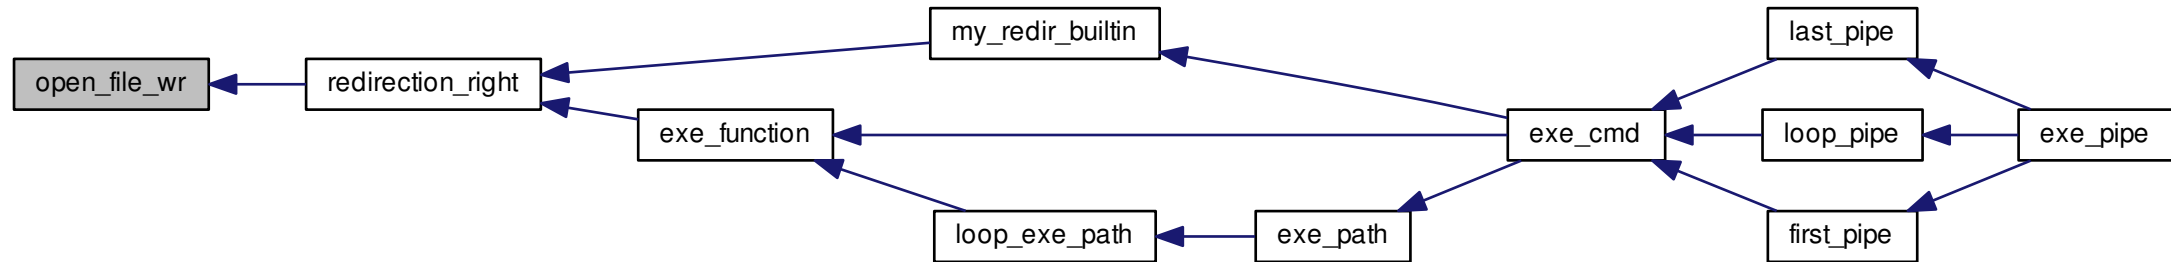 open_file_wr
redirection_right
my_redir_builtin
exe_function
loop_exe_path
exe_path
exe_cmd
last_pipe
loop_pipe
first_pipe
exe_pipe